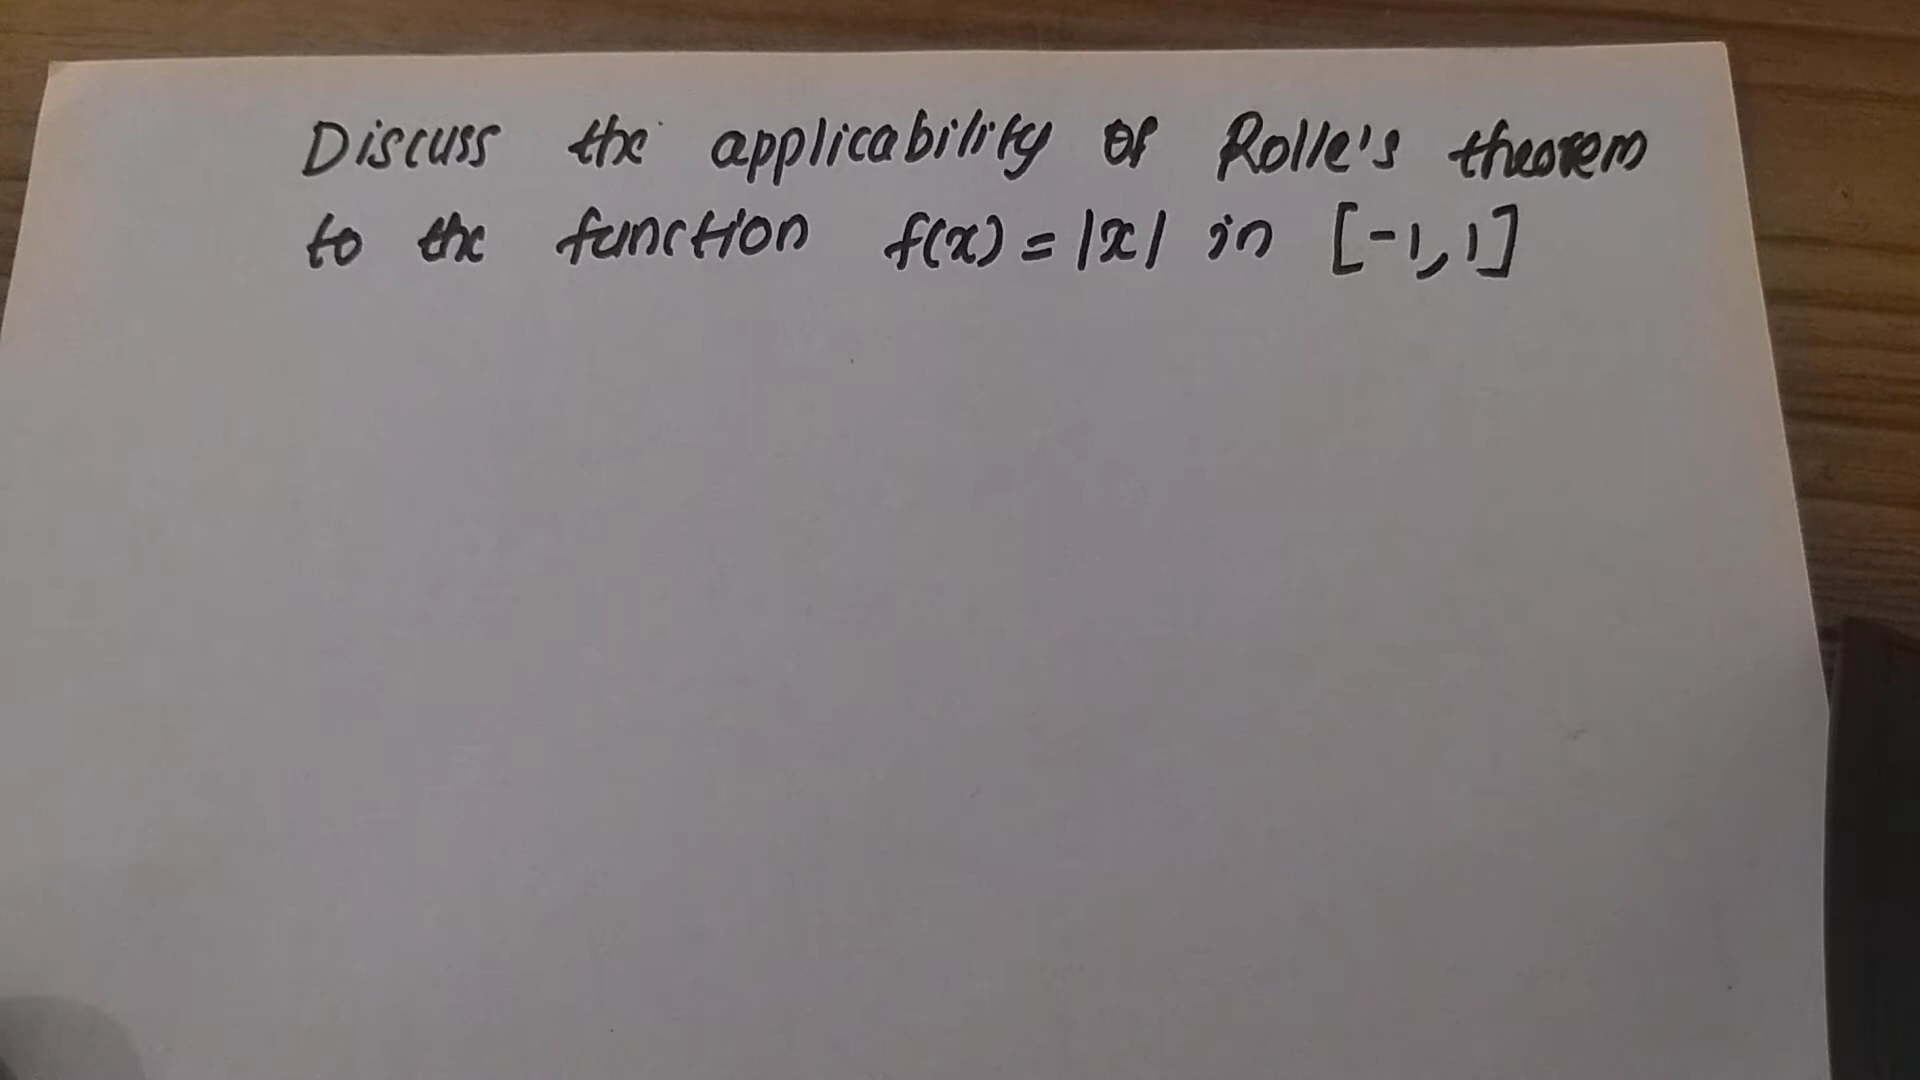 Discuss the applicability of Rolle's theorem
to the function f(x) = |x| in [-1, 1]